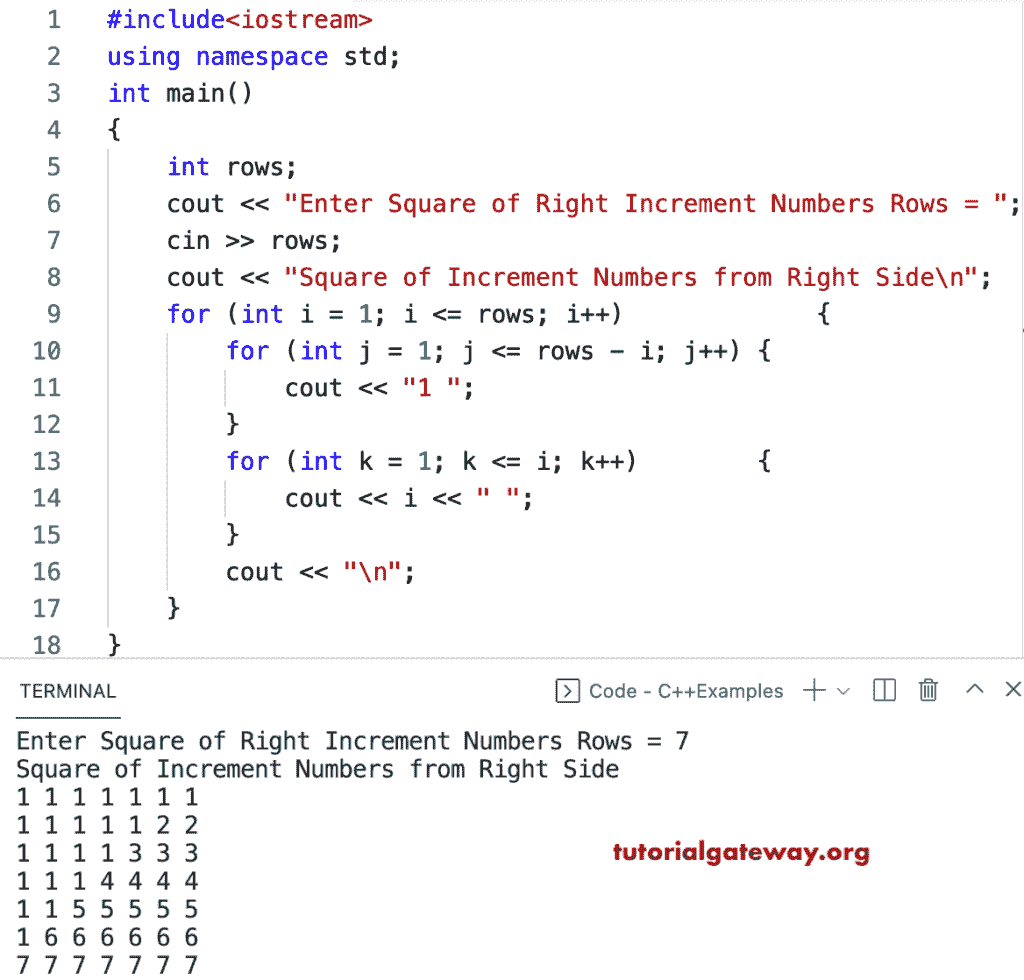 1 #include<iostream>
2 using namespace std;
3 int main()
4 {
5     int rows;
6     cout << "Enter Square of Right Increment Numbers Rows = ";
7     cin >> rows;
8     cout << "Square of Increment Numbers from Right Side\n";
9     for (int i = 1; i <= rows; i++)             {
10         for (int j = 1; j <= rows - i; j++) {
11             cout << "1 ";
12         }
13         for (int k = 1; k <= i; k++)        {
14             cout << i << " ";
15         }
16         cout << "\n";
17     }
18 }
TERMINAL Code - C++Examples
Enter Square of Right Increment Numbers Rows = 7
Square of Increment Numbers from Right Side
1 1 1 1 1 1 1
1 1 1 1 1 2 2
1 1 1 1 3 3 3
tutorialgateway.org
1 1 1 4 4 4 4
1 1 5 5 5 5 5
1 6 6 6 6 6 6
7 7 7 7 7 7 7